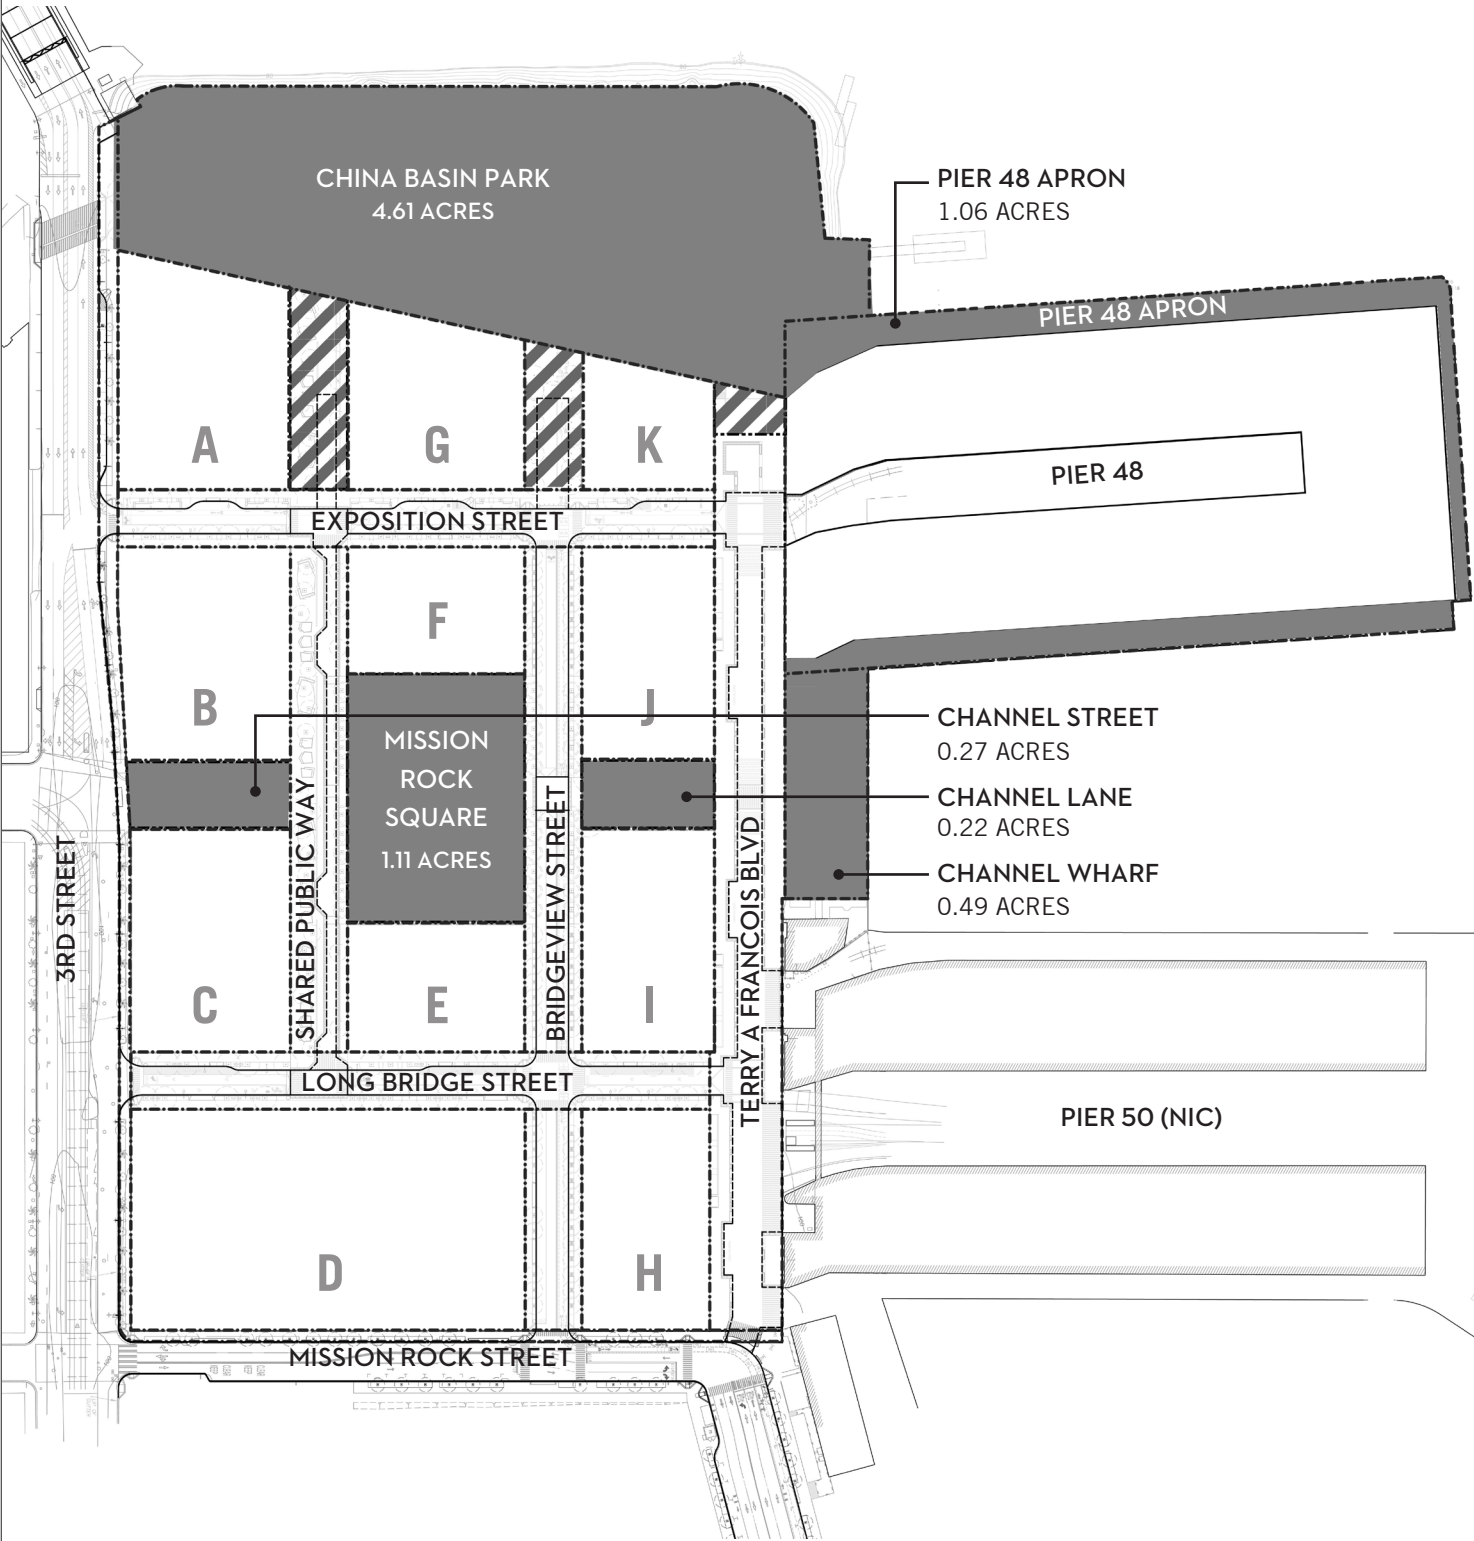 CHINA BASIN PARK
4.61 ACRES
PIER 48 APRON
1.06 ACRES
PIER 48 APRON
A
G
K
PIER 48
EXPOSITION STREET
F
B
J
MISSION
ROCK
SQUARE
1.11 ACRES
CHANNEL STREET
0.27 ACRES
CHANNEL LANE
0.22 ACRES
CHANNEL WHARF
0.49 ACRES
3RD STREET
SHARED PUBLIC WAY
BRIDGEVIEW STREET
TERRY A FRANCOIS BLVD
C
E
I
LONG BRIDGE STREET
PIER 50 (NIC)
D
H
MISSION ROCK STREET